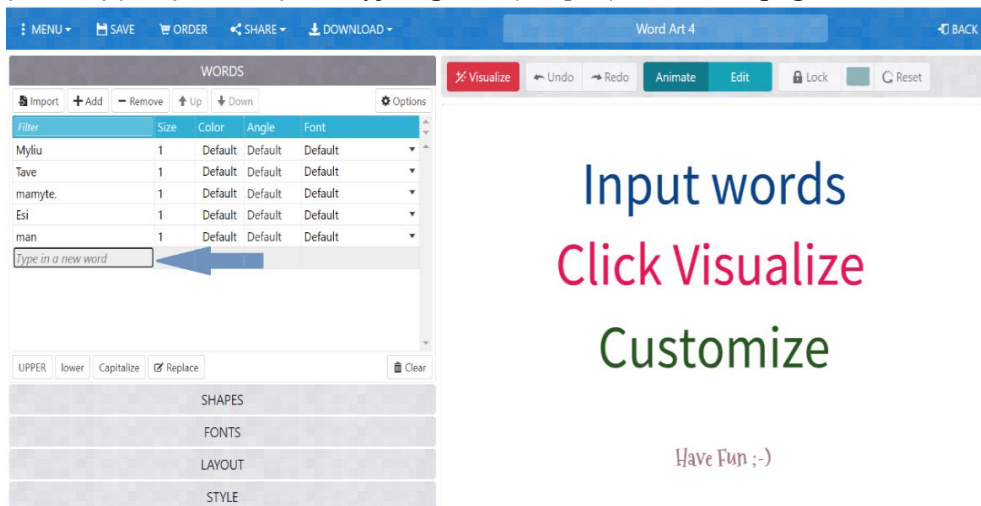 MENU SAVE ORDER SHARE DOWNLOAD Word Art 4 BACK
WORDS
Visualize Undo Redo Animate Edit Lock Reset
Import Add Remove Up Down Options
Filter Size Color Angle Font
Myliu 1 Default Default Default
Tave 1 Default Default Default
mamyte. 1 Default Default Default
Esi 1 Default Default Default
man 1 Default Default Default
Type in a new word
UPPER lower Capitalize Replace Clear
SHAPES
FONTS
LAYOUT
STYLE
Input words
Click Visualize
Customize
Have Fun ;-)